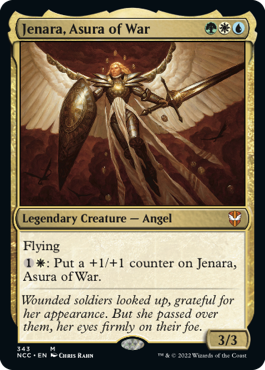 Jenara, Asura of War
Legendary Creature — Angel
Flying
1: Put a +1/+1 counter on Jenara,
Asura of War.
Wounded soldiers looked up, grateful for
her appearance. But she passed over
them, her eyes firmly on their foe.
3/3
343 M
NCC • EN Chris Rahn
™ & © 2022 Wizards of the Coast